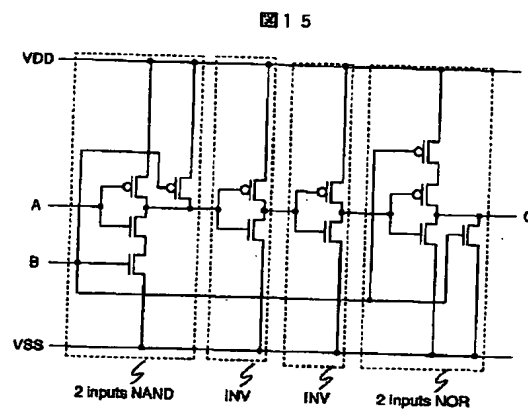 図15
VDD
A
B
C
VSS
2 inputs NAND
INV
INV
2 inputs NOR